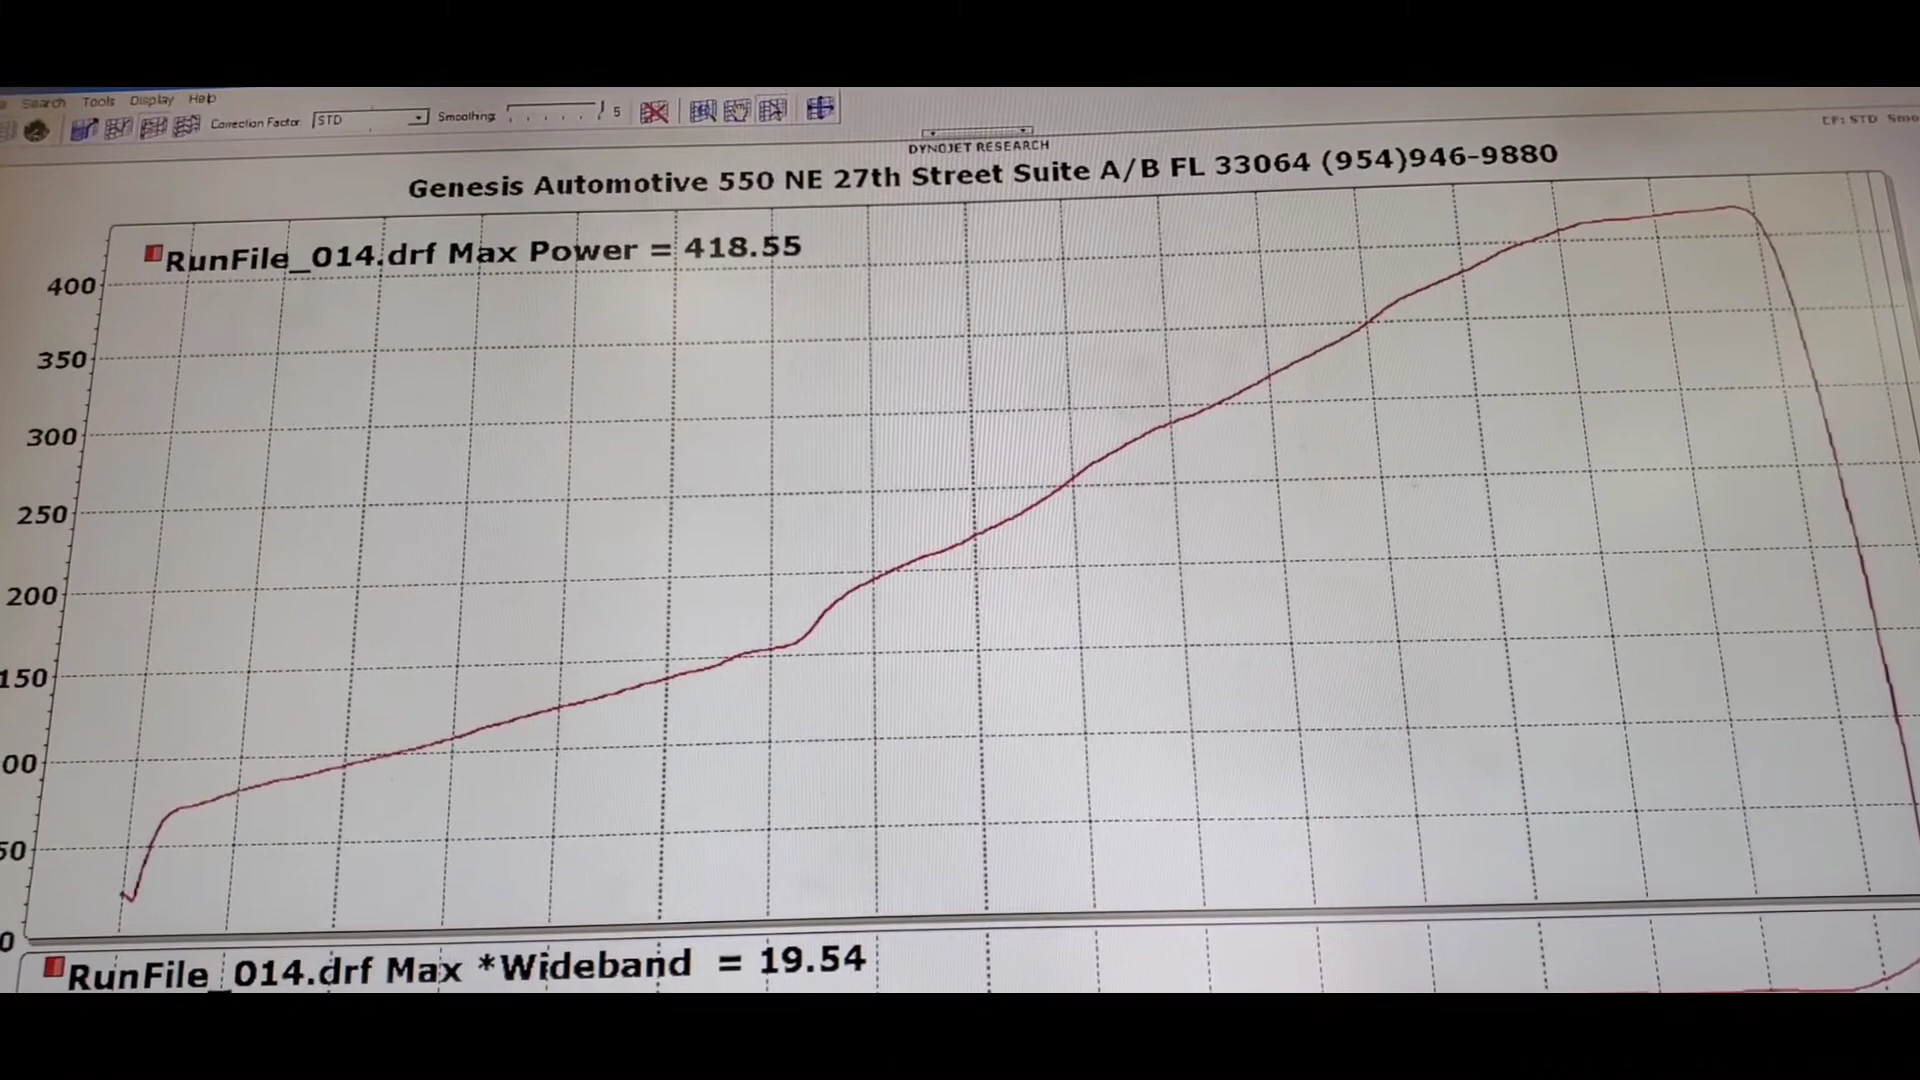 Search Tools Display Help
Correction Factor: STD Smoothing: 5
CF: STD
DYNOJET RESEARCH
Genesis Automotive 550 NE 27th Street Suite A/B FL 33064 (954)946-9880
RunFile_014.drf Max Power = 418.55
400
350
300
250
200
150
00
50
0
RunFile_014.drf Max *Wideband = 19.54